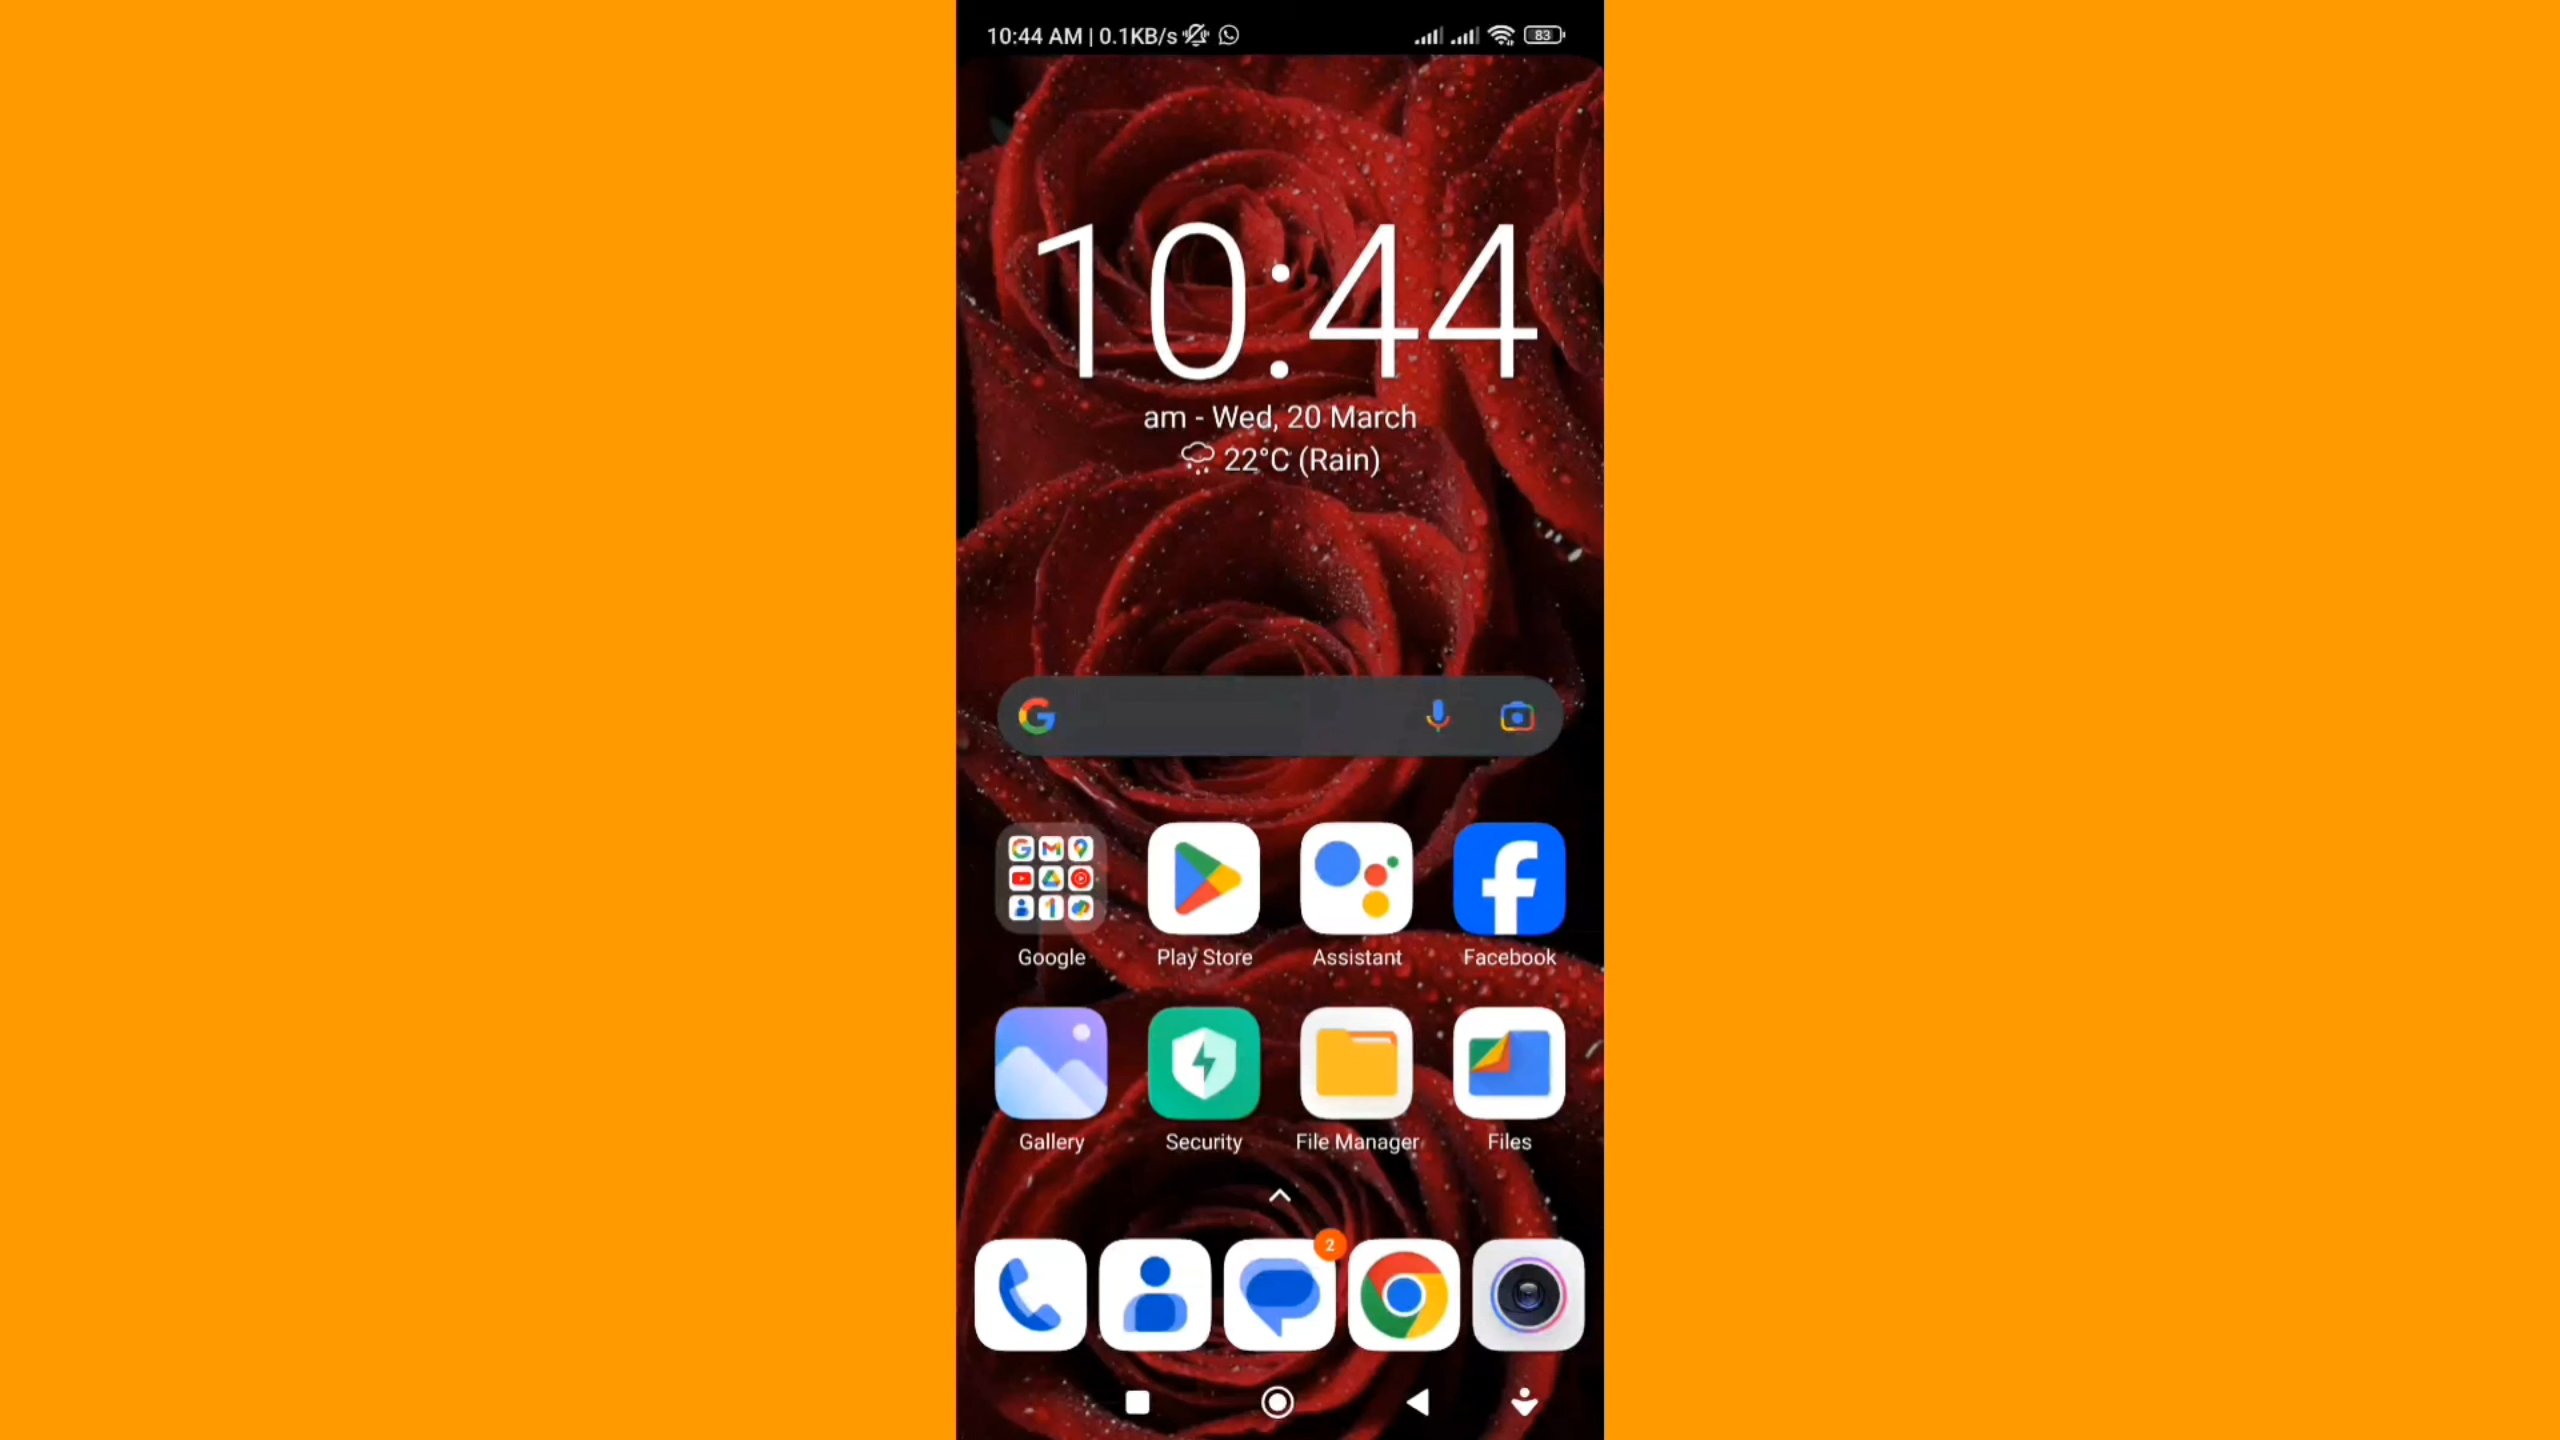 10:44 AM | 0.1KB/s
83
10:44
am - Wed, 20 March
22°C (Rain)
Google
Play Store
Assistant
Facebook
Gallery
Security
File Manager
Files
2